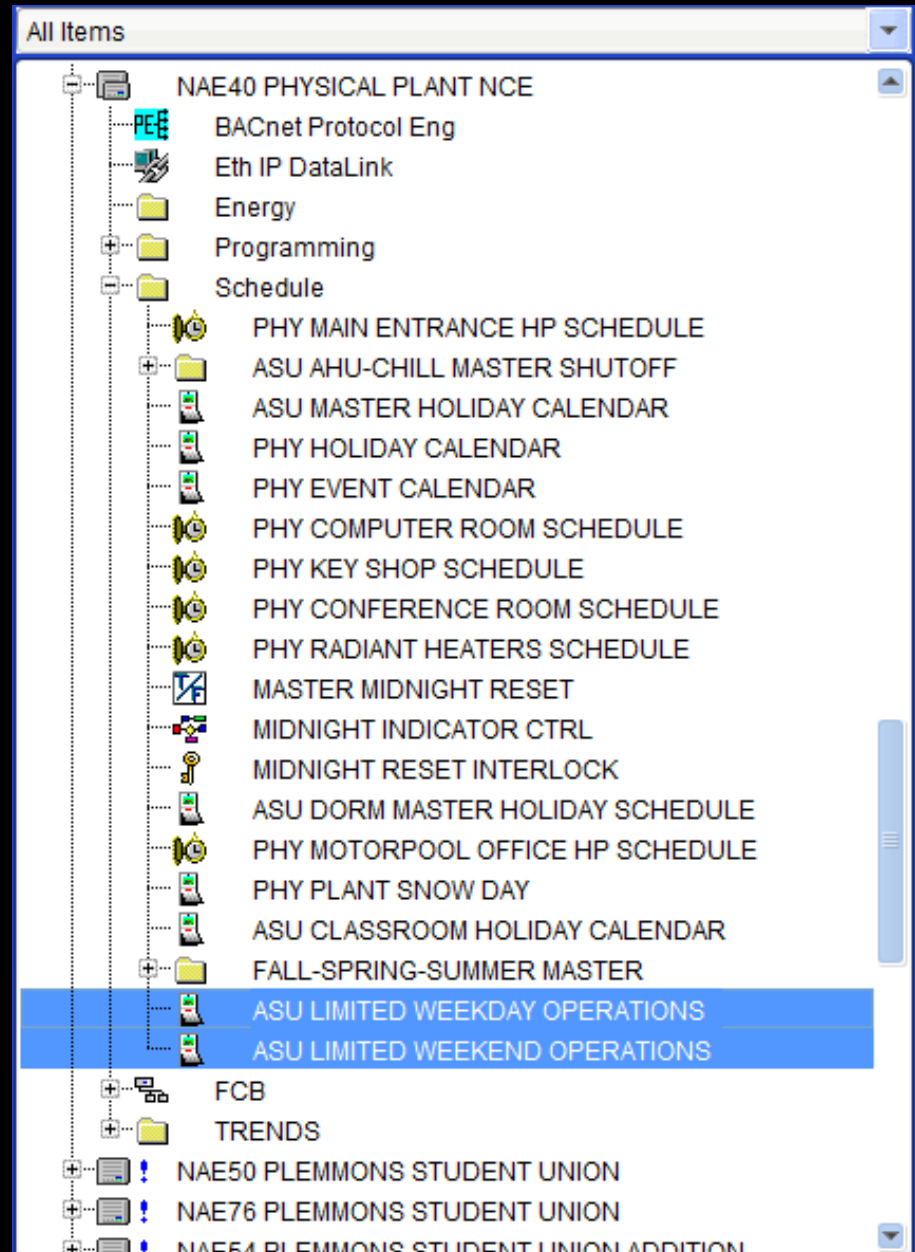 All Items
NAE40 PHYSICAL PLANT NCE
PE BACnet Protocol Eng
Eth IP DataLink
Energy
Programming
Schedule
PHY MAIN ENTRANCE HP SCHEDULE
ASU AHU-CHILL MASTER SHUTOFF
ASU MASTER HOLIDAY CALENDAR
PHY HOLIDAY CALENDAR
PHY EVENT CALENDAR
PHY COMPUTER ROOM SCHEDULE
PHY KEY SHOP SCHEDULE
PHY CONFERENCE ROOM SCHEDULE
PHY RADIANT HEATERS SCHEDULE
T/F MASTER MIDNIGHT RESET
MIDNIGHT INDICATOR CTRL
MIDNIGHT RESET INTERLOCK
ASU DORM MASTER HOLIDAY SCHEDULE
PHY MOTORPOOL OFFICE HP SCHEDULE
PHY PLANT SNOW DAY
ASU CLASSROOM HOLIDAY CALENDAR
FALL-SPRING-SUMMER MASTER
ASU LIMITED WEEKDAY OPERATIONS
ASU LIMITED WEEKEND OPERATIONS
FCB
TRENDS
! NAE50 PLEMMONS STUDENT UNION
! NAE76 PLEMMONS STUDENT UNION
! NAE54 PLEMMONS STUDENT UNION ADDITION